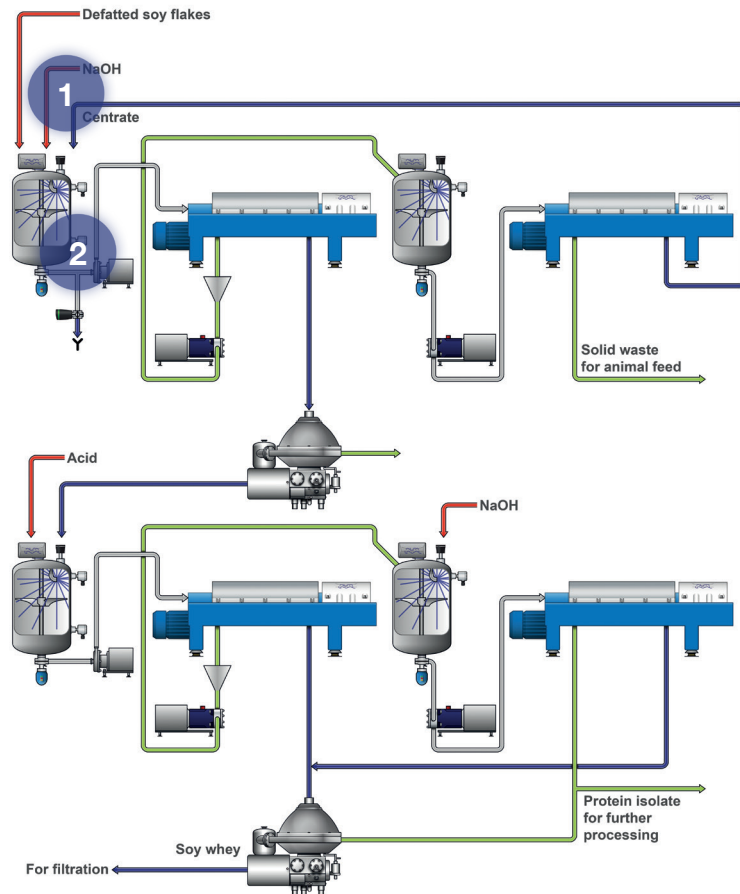 Defatted soy flakes
NaOH
1
Centrate
2
Solid waste
for animal feed
Acid
NaOH
Protein isolate
for further
processing
Soy whey
For filtration